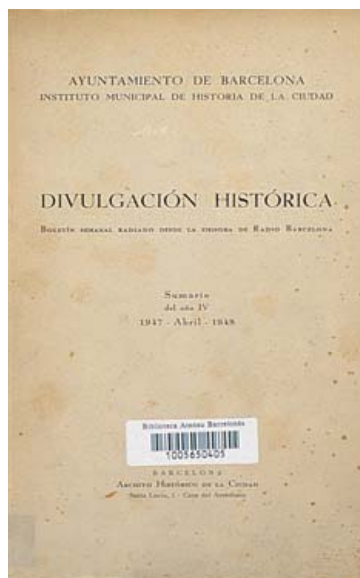 AYUNTAMIENTO DE BARCELONA
INSTITUTO MUNICIPAL DE HISTORIA DE LA CIUDAD
DIVULGACIÓN HISTÓRICA
BOLETÍN SEMANAL RADIADO DESDE LA EMISORA DE RADIO BARCELONA
Sumario
del año IV
1947 - Abril - 1948
Biblioteca Ateneu Barcelonès
1005650405
BARCELONA
ARCHIVO HISTÓRICO DE LA CIUDAD
Santa Lucía, 1 - Casa del Arcediano